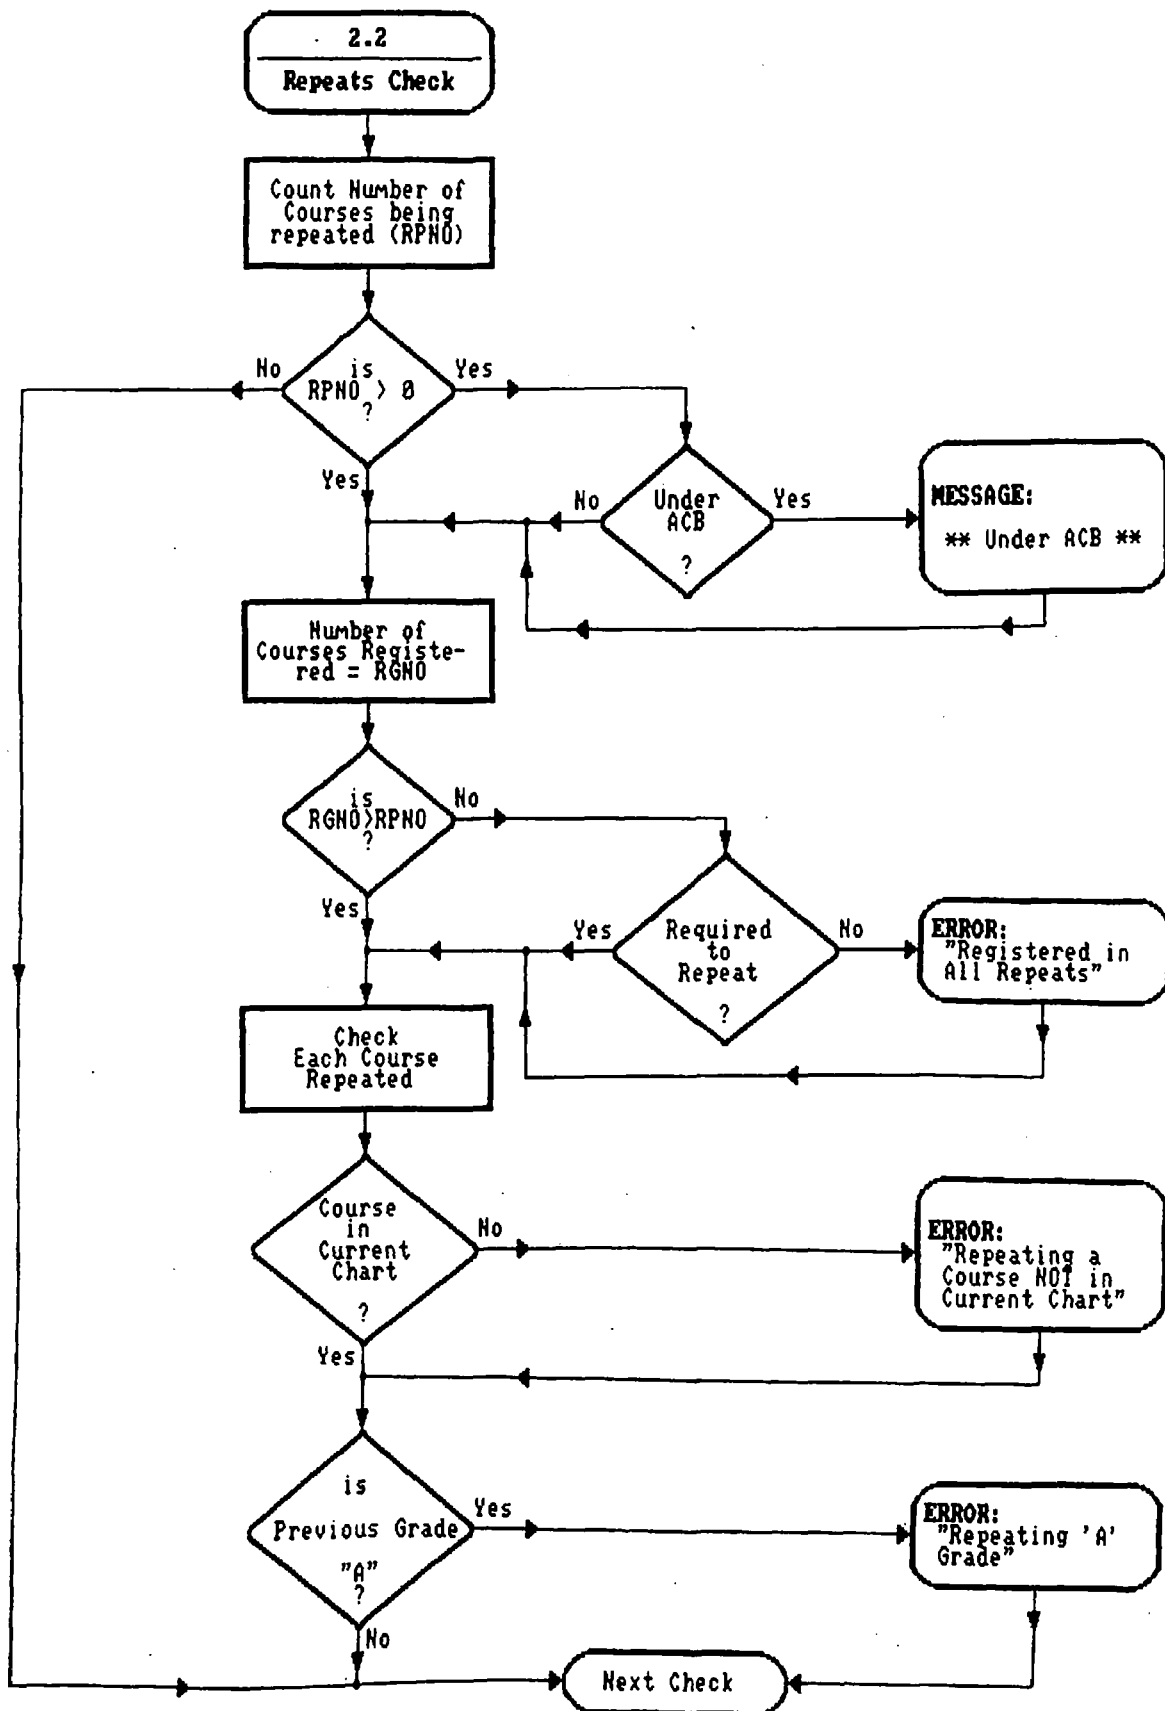 2.2
Repeats Check
Count Number of
Courses being
repeated (RPNO)
No
is
RPNO > 0
?
Yes
Yes
No
Under
ACB
?
Yes
MESSAGE:
** Under ACB **
Number of
Courses Registe-
red = RGNO
is
RGNO>RPNO
?
No
Yes
Yes
Required
to
Repeat
?
No
ERROR:
"Registered in
All Repeats"
Check
Each Course
Repeated
Course
in
Current
Chart
?
No
ERROR:
"Repeating a
Course NOT in
Current Chart"
Yes
is
Previous Grade
"A"
?
Yes
ERROR:
"Repeating 'A'
Grade"
No
Next Check